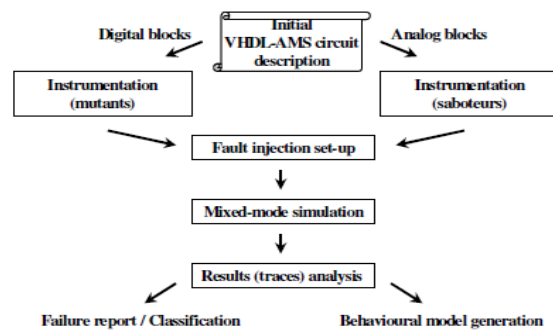 Digital blocks
Initial
VHDL-AMS circuit
description
Analog blocks
Instrumentation
(mutants)
Instrumentation
(saboteurs)
Fault injection set-up
Mixed-mode simulation
Results (traces) analysis
Failure report / Classification
Behavioural model generation